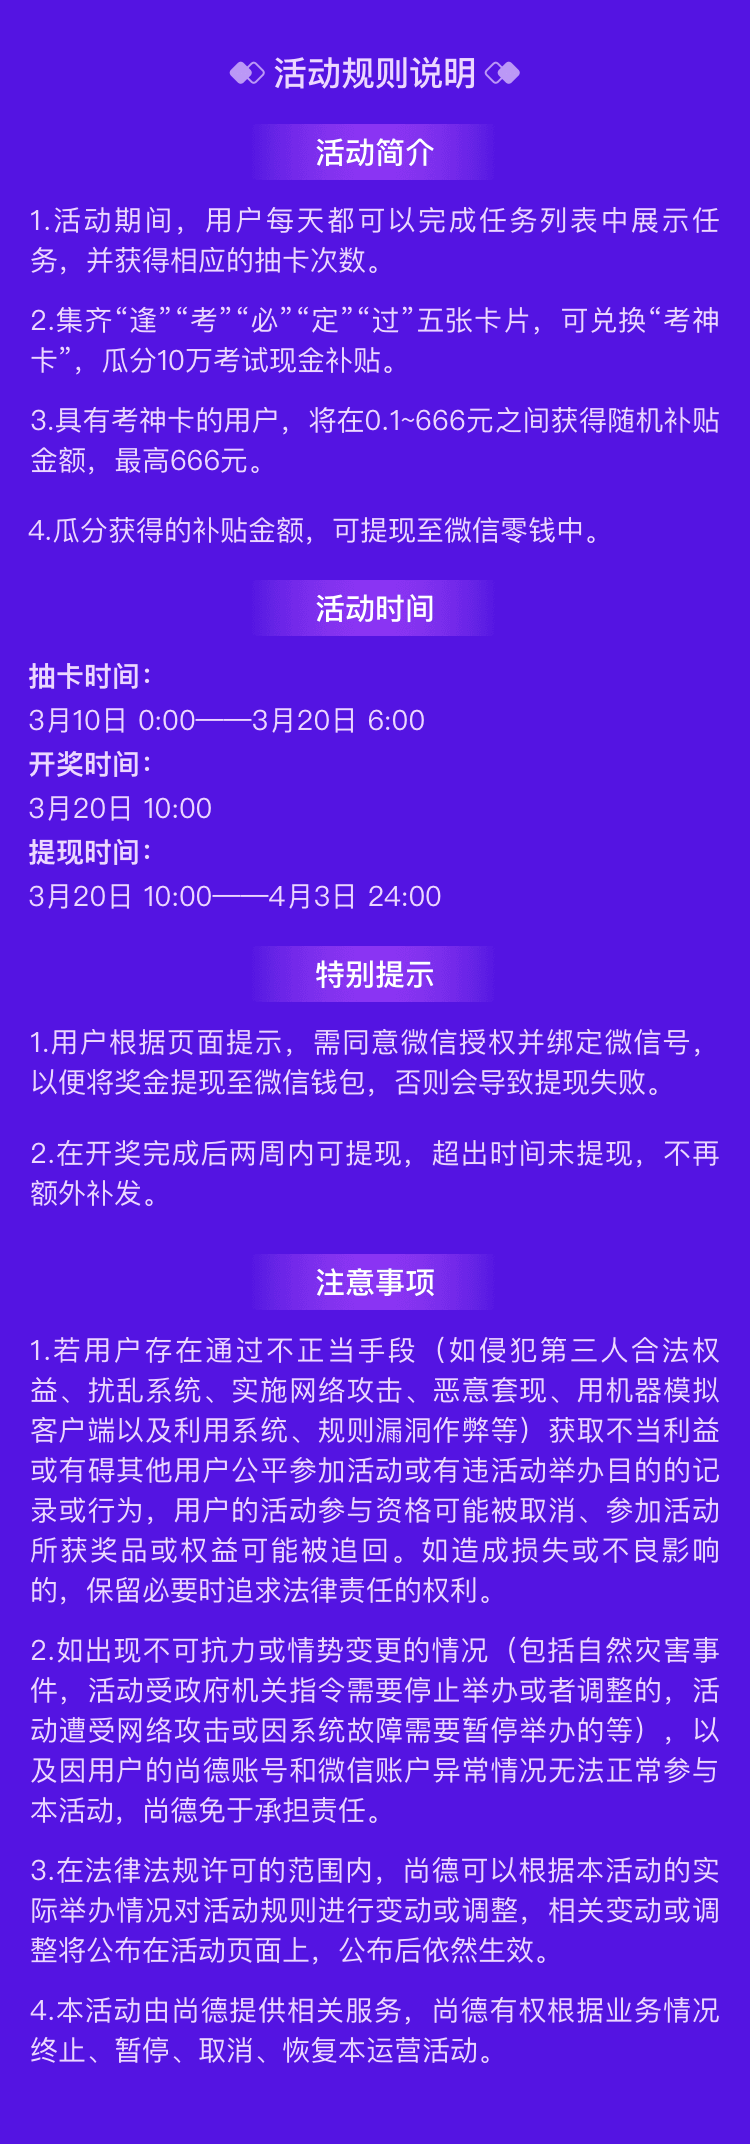 活动规则说明
活动简介
1.活动期间，用户每天都可以完成任务列表中展示任
务，并获得相应的抽卡次数。
2.集齐“逢”“考”“必”“定”“过”五张卡片，可兑换“考神
卡”，瓜分10万考试现金补贴。
3.具有考神卡的用户，将在0.1~666元之间获得随机补贴
金额，最高666元。
4.瓜分获得的补贴金额，可提现至微信零钱中。
活动时间
抽卡时间：
3月10日 0:00——3月20日 6:00
开奖时间：
3月20日 10:00
提现时间：
3月20日 10:00——4月3日 24:00
特别提示
1.用户根据页面提示，需同意微信授权并绑定微信号，
以便将奖金提现至微信钱包，否则会导致提现失败。
2.在开奖完成后两周内可提现，超出时间未提现，不再
额外补发。
注意事项
1.若用户存在通过不正当手段（如侵犯第三人合法权
益、扰乱系统、实施网络攻击、恶意套现、用机器模拟
客户端以及利用系统、规则漏洞作弊等）获取不当利益
或有碍其他用户公平参加活动或有违活动举办目的的记
录或行为，用户的活动参与资格可能被取消、参加活动
所获奖品或权益可能被追回。如造成损失或不良影响
的，保留必要时追求法律责任的权利。
2.如出现不可抗力或情势变更的情况（包括自然灾害事
件，活动受政府机关指令需要停止举办或者调整的，活
动遭受网络攻击或因系统故障需要暂停举办的等），以
及因用户的尚德账号和微信账户异常情况无法正常参与
本活动，尚德免于承担责任。
3.在法律法规许可的范围内，尚德可以根据本活动的实
际举办情况对活动规则进行变动或调整，相关变动或调
整将公布在活动页面上，公布后依然生效。
4.本活动由尚德提供相关服务，尚德有权根据业务情况
终止、暂停、取消、恢复本运营活动。